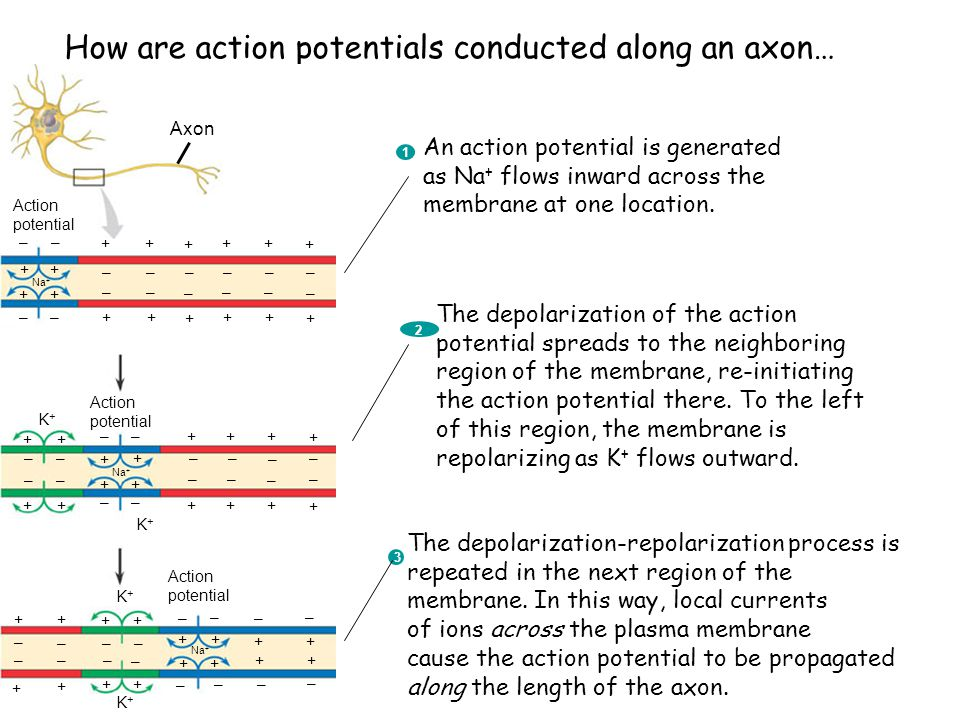 How are action potentials conducted along an axon…
Axon
1
An action potential is generated
as Na+ flows inward across the
membrane at one location.
Action
potential
– – + + + + + +
+ + – – – – – –
Na+
+ + – – – – – –
– – + + + + + +
2
The depolarization of the action
potential spreads to the neighboring
region of the membrane, re-initiating
the action potential there. To the left
of this region, the membrane is
repolarizing as K+ flows outward.
Action
potential
K+
+ + – – + + + +
– – + + – – – –
Na+
– – + + – – – –
+ + – – + + + +
K+
3
The depolarization-repolarization process is
repeated in the next region of the
membrane. In this way, local currents
of ions across the plasma membrane
cause the action potential to be propagated
along the length of the axon.
Action
potential
K+
+ + + + – – – –
– – – – + + + +
Na+
– – – – + + + +
+ + + + – – – –
K+